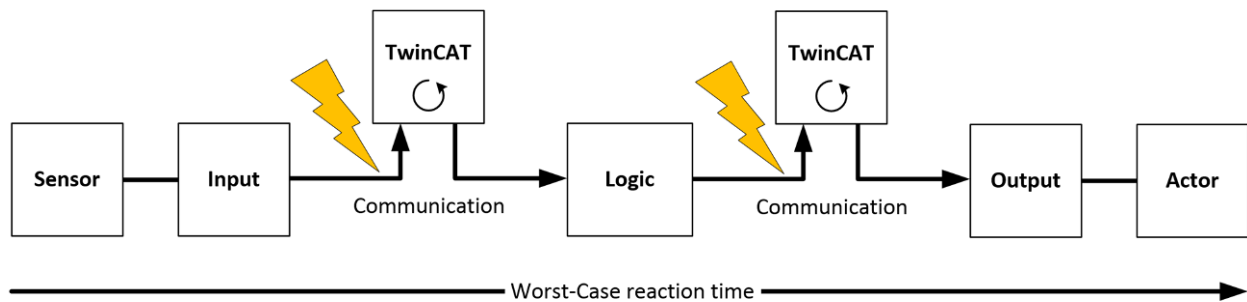 TwinCAT
TwinCAT
Sensor
Input
Logic
Output
Actor
Communication
Communication
Worst-Case reaction time